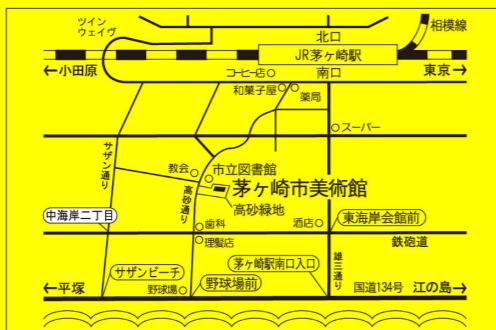 ツイン
ウェイヴ
北口
相模線
JR茅ヶ崎駅
←小田原
コーヒー店
南口
東京→
和菓子屋
薬局
スーパー
サザン通り
教会
市立図書館
茅ヶ崎市美術館
高砂通り
高砂緑地
中海岸二丁目
歯科
酒店
東海岸会館前
理髪店
鉄砲道
サザンビーチ
茅ヶ崎駅南口入口
雄三通り
←平塚
野球場
野球場前
国道134号
江の島→